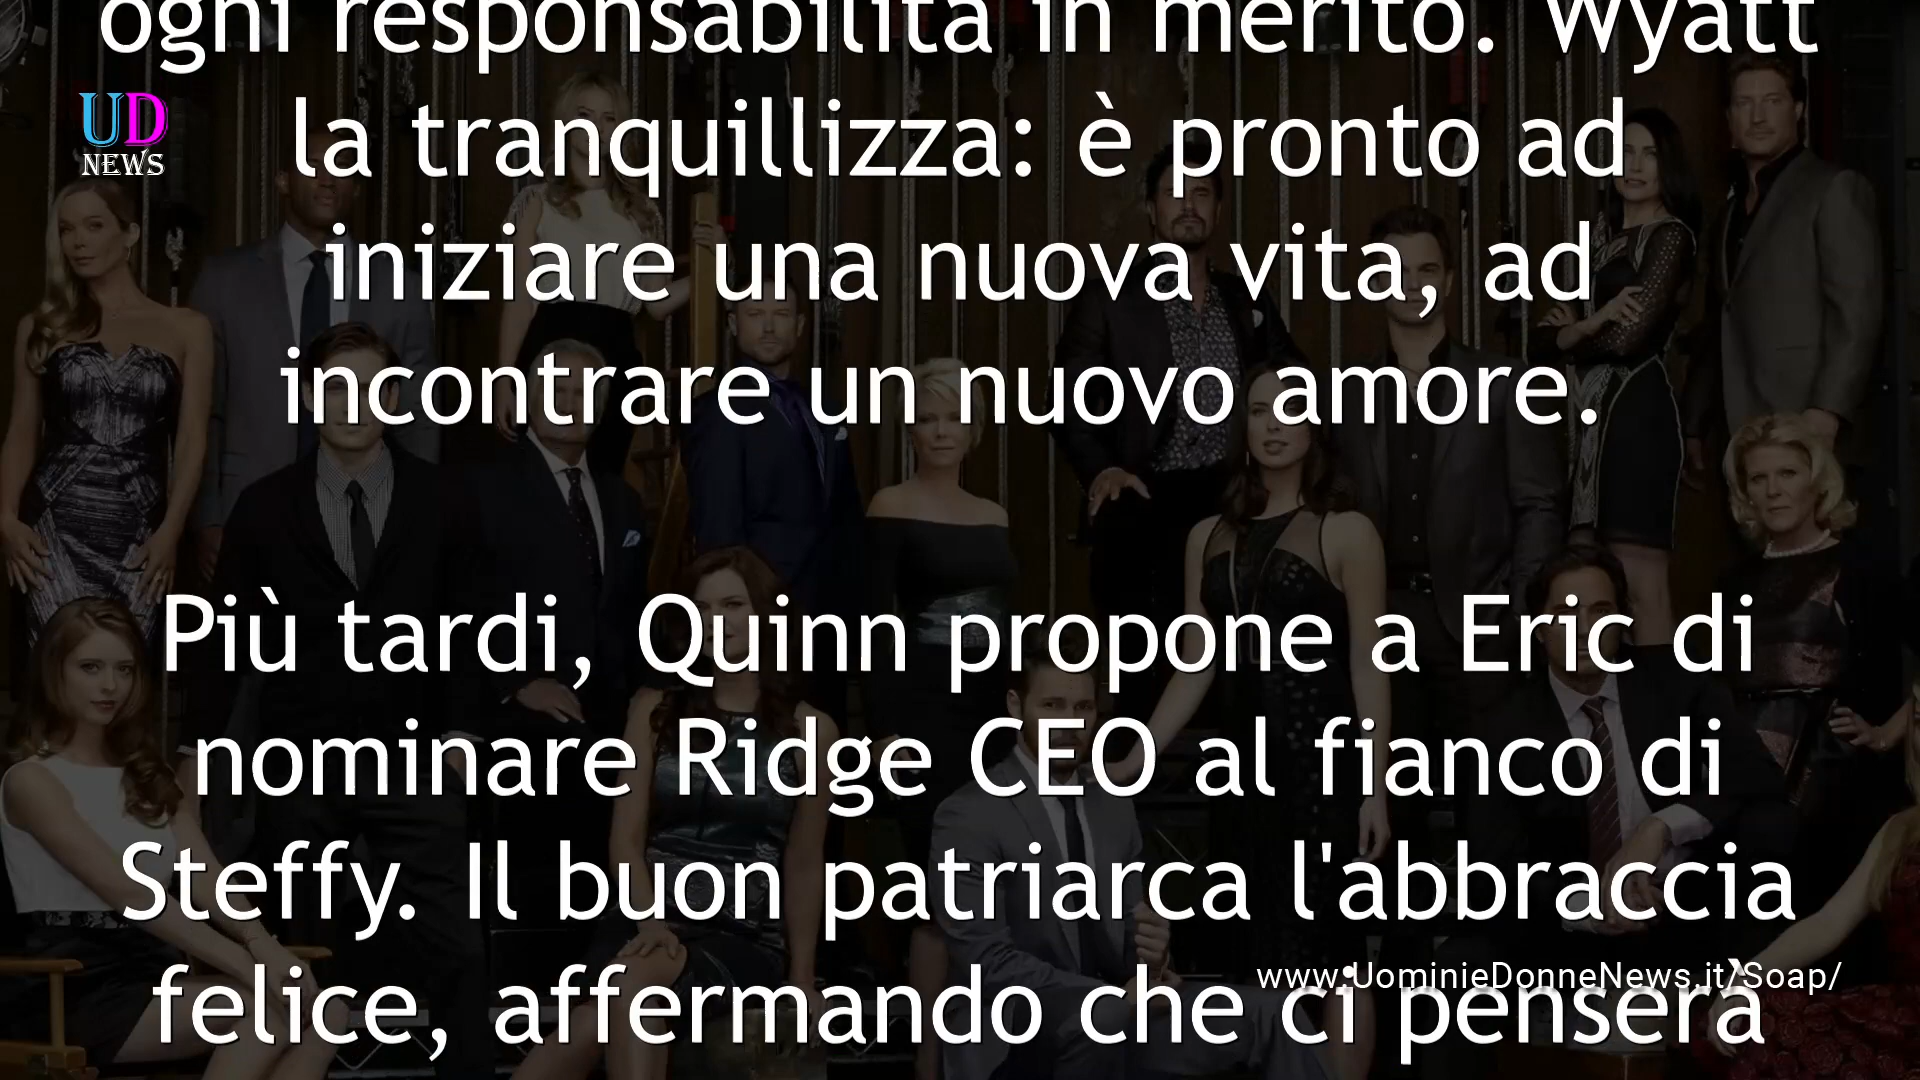 ogni responsabilità in merito. Wyatt
UD
NEWS
la tranquillizza: è pronto ad
iniziare una nuova vita, ad
incontrare un nuovo amore.
Più tardi, Quinn propone a Eric di
nominare Ridge CEO al fianco di
Steffy. Il buon patriarca l'abbraccia
www.UominieDonneNews.it/Soap/
felice, affermando che ci penserà